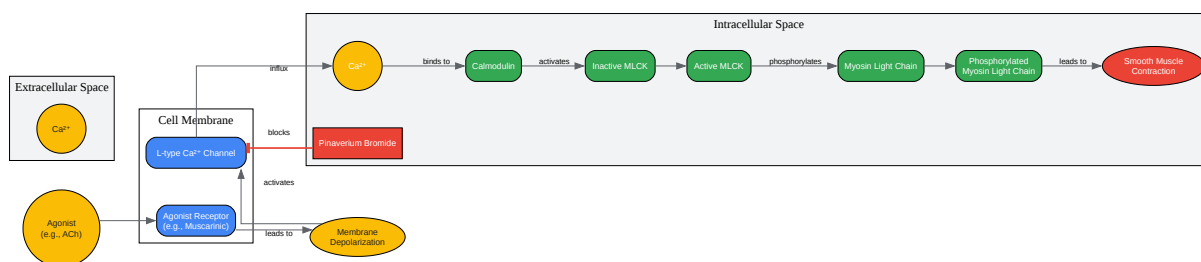 Intracellular Space
Extracellular Space
Ca²⁺
Cell Membrane
L-type Ca²⁺ Channel
Agonist Receptor
(e.g., Muscarinic)
Agonist
(e.g., ACh)
influx
Ca²⁺
binds to
Calmodulin
activates
Inactive MLCK
Active MLCK
phosphorylates
Myosin Light Chain
Phosphorylated
Myosin Light Chain
leads to
Smooth Muscle
Contraction
blocks
Pinaverium Bromide
activates
leads to
Membrane
Depolarization